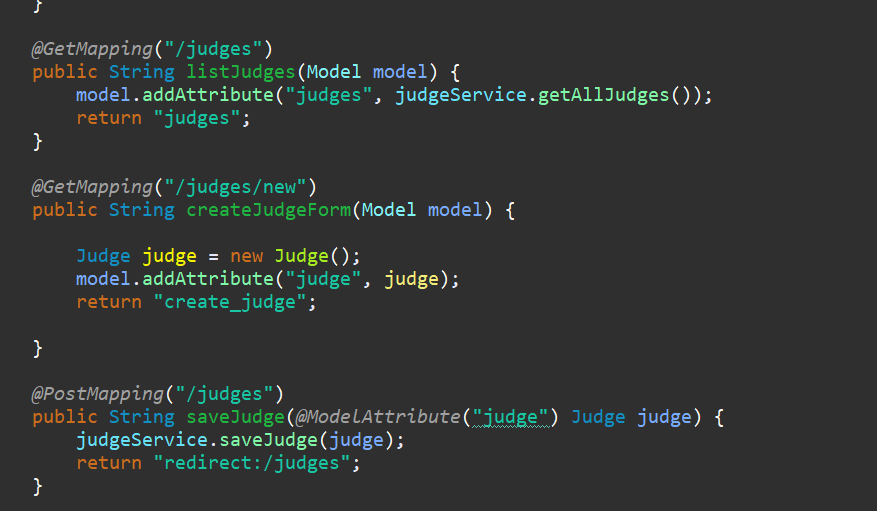 }
@GetMapping("/judges")
public String listJudges(Model model) {
model.addAttribute("judges", judgeService.getAllJudges());
return "judges";
}
@GetMapping("/judges/new")
public String createJudgeForm(Model model) {
Judge judge = new Judge();
model.addAttribute("judge", judge);
return "create_judge";
}
@PostMapping("/judges")
public String saveJudge(@ModelAttribute("judge") Judge judge) {
judgeService.saveJudge(judge);
return "redirect:/judges";
}